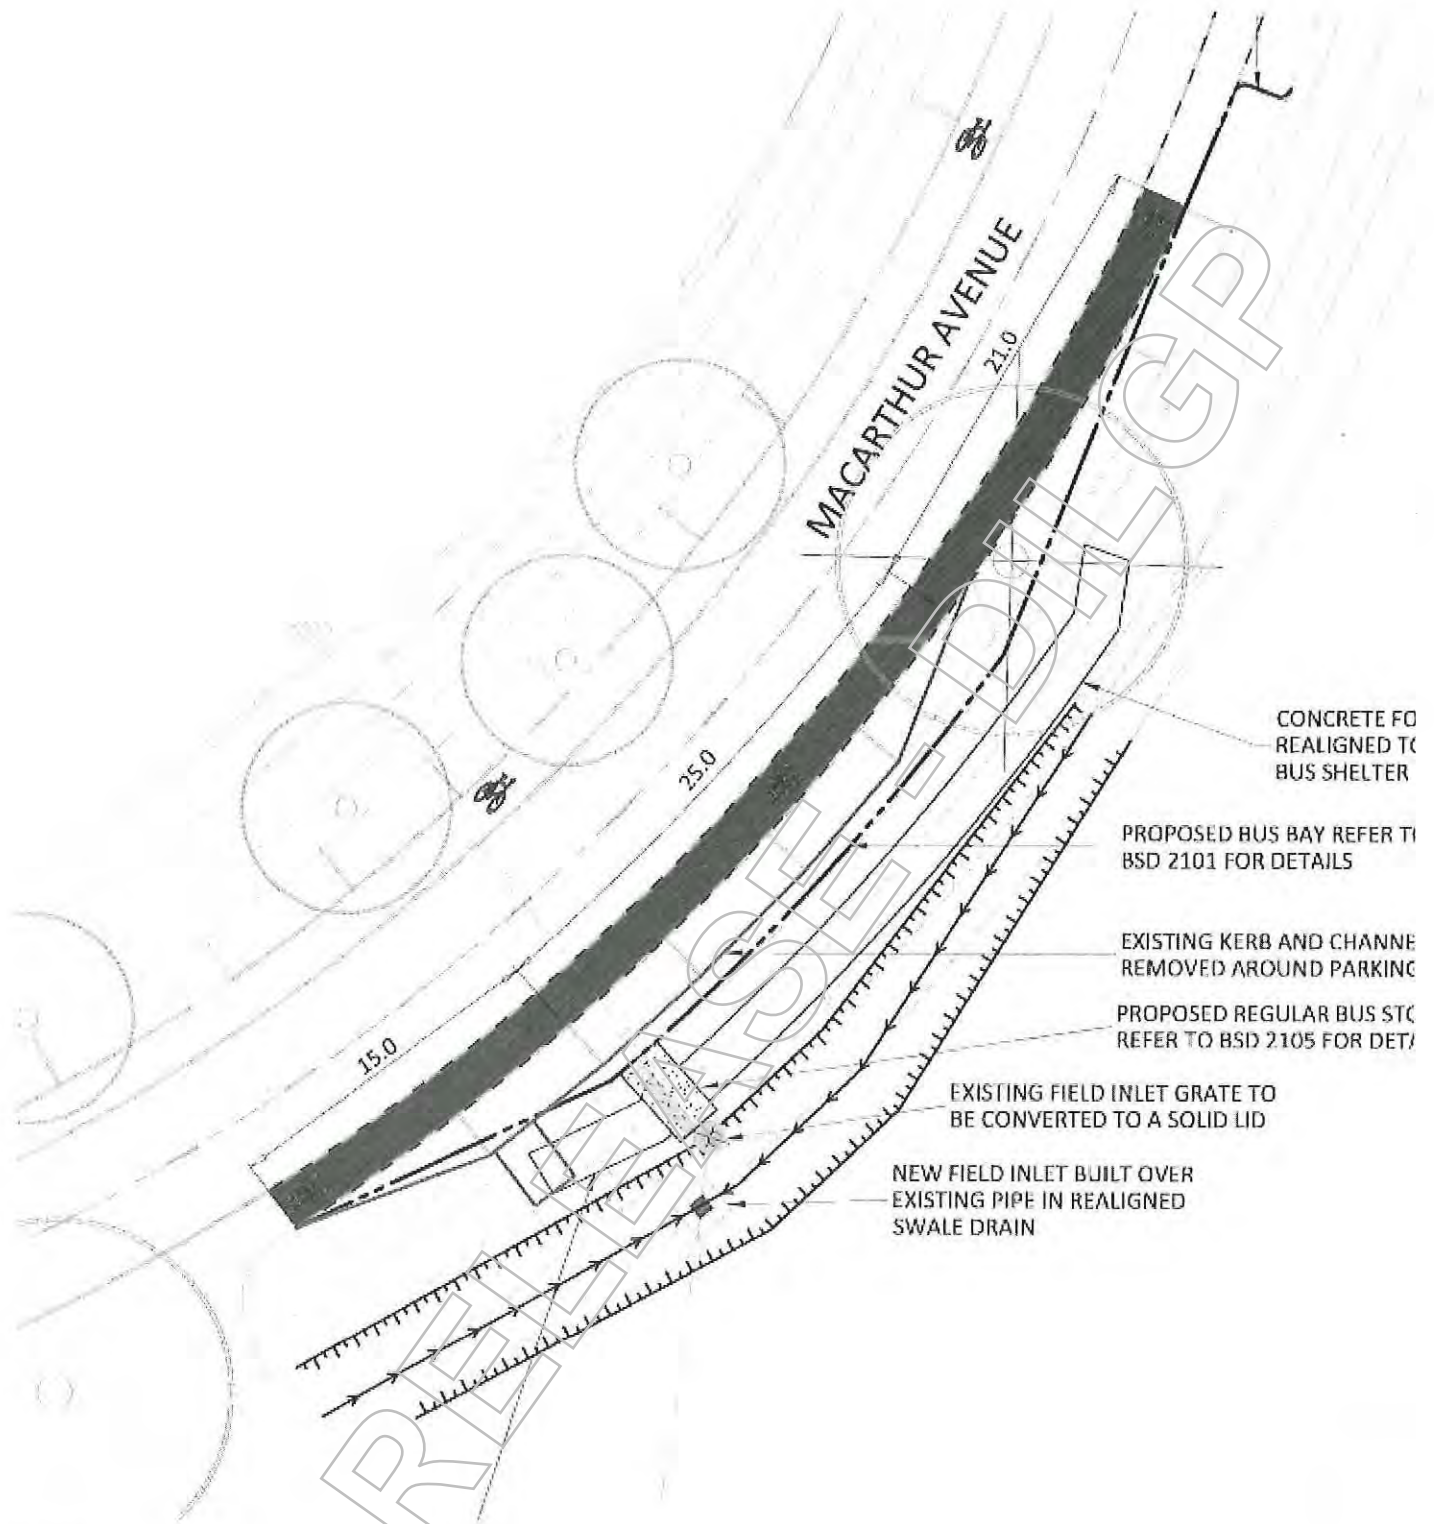 MACARTHUR AVENUE
21.0
25.0
15.0
CONCRETE FO
REALIGNED TO
BUS SHELTER
PROPOSED BUS BAY REFER TO
BSD 2101 FOR DETAILS
EXISTING KERB AND CHANNE
REMOVED AROUND PARKING
PROPOSED REGULAR BUS STO
REFER TO BSD 2105 FOR DETA
EXISTING FIELD INLET GRATE TO
BE CONVERTED TO A SOLID LID
NEW FIELD INLET BUILT OVER
EXISTING PIPE IN REALIGNED
SWALE DRAIN
RELEASE - DILGP